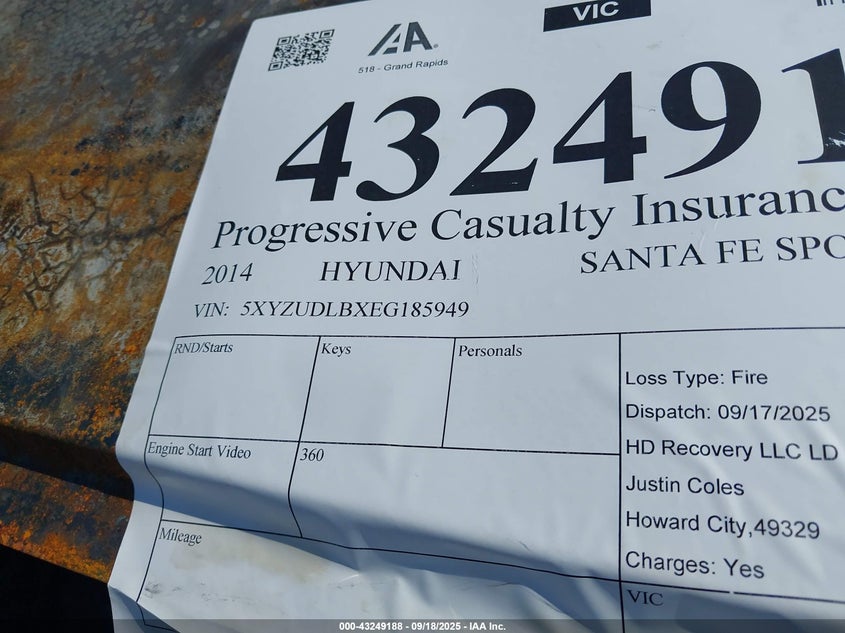 VIC
IAA
518 - Grand Rapids
432491
Progressive Casualty Insuranc
2014 HYUNDAI SANTA FE SPO
VIN: 5XYZUDLBXEG185949
RND/Starts Keys Personals
Loss Type: Fire
Dispatch: 09/17/2025
HD Recovery LLC LD
Engine Start Video 360
Justin Coles
Howard City,49329
Mileage
Charges: Yes
VIC
000-43249188 - 09/18/2025 - IAA Inc.